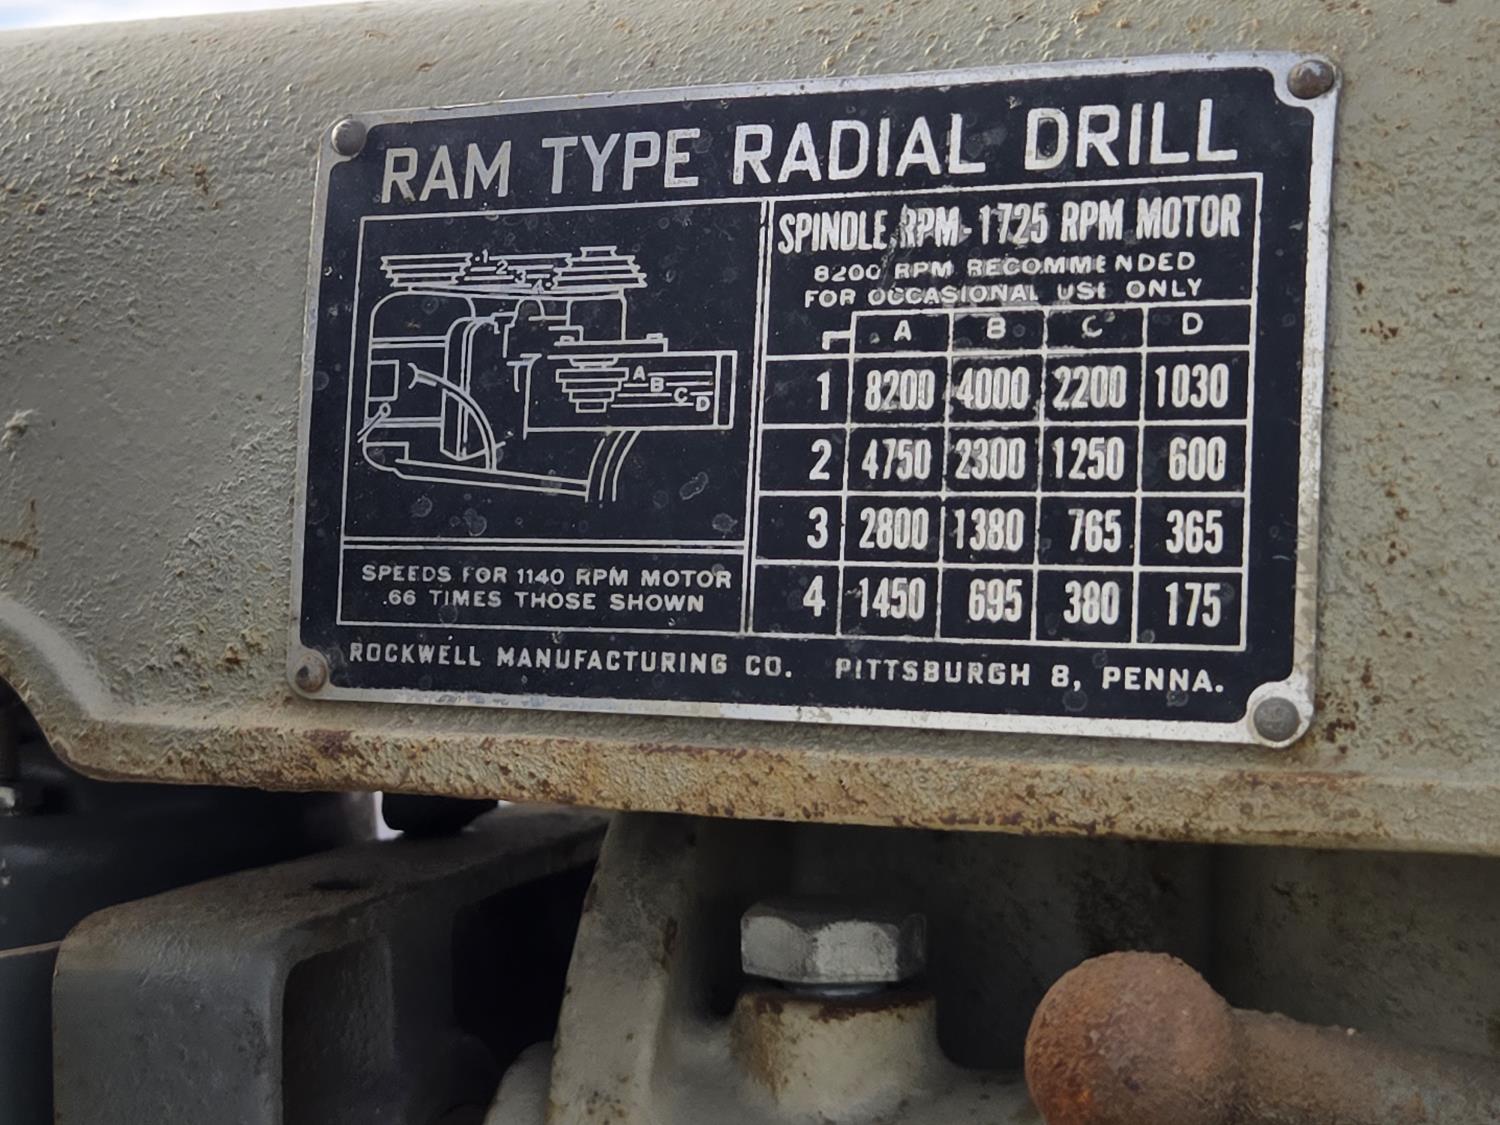 RAM TYPE RADIAL DRILL
1
2
3
4
A
B
C
D
SPEEDS FOR 1140 RPM MOTOR
.66 TIMES THOSE SHOWN
SPINDLE RPM - 1725 RPM MOTOR
8200 RPM RECOMMENDED
FOR OCCASIONAL USE ONLY
A B C D
1 8200 4000 2200 1030
2 4750 2300 1250 600
3 2800 1380 765 365
4 1450 695 380 175
ROCKWELL MANUFACTURING CO. PITTSBURGH 8, PENNA.